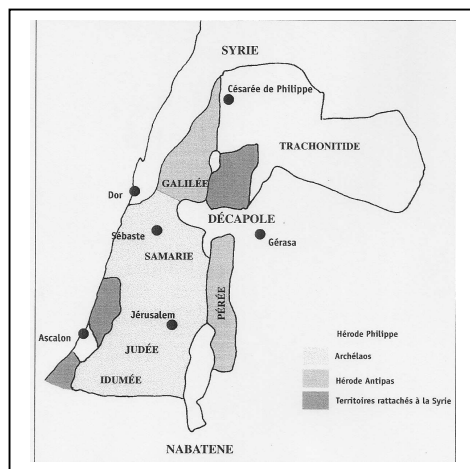 SYRIE
Césarée de Philippe
TRACHONITIDE
GALILÉE
Dor
DÉCAPOLE
Sébaste
Gérasa
SAMARIE
PÉRÉE
Jérusalem
Ascalon
JUDÉE
IDUMÉE
NABATENE
Hérode Philippe
Archélaos
Hérode Antipas
Territoires rattachés à la Syrie